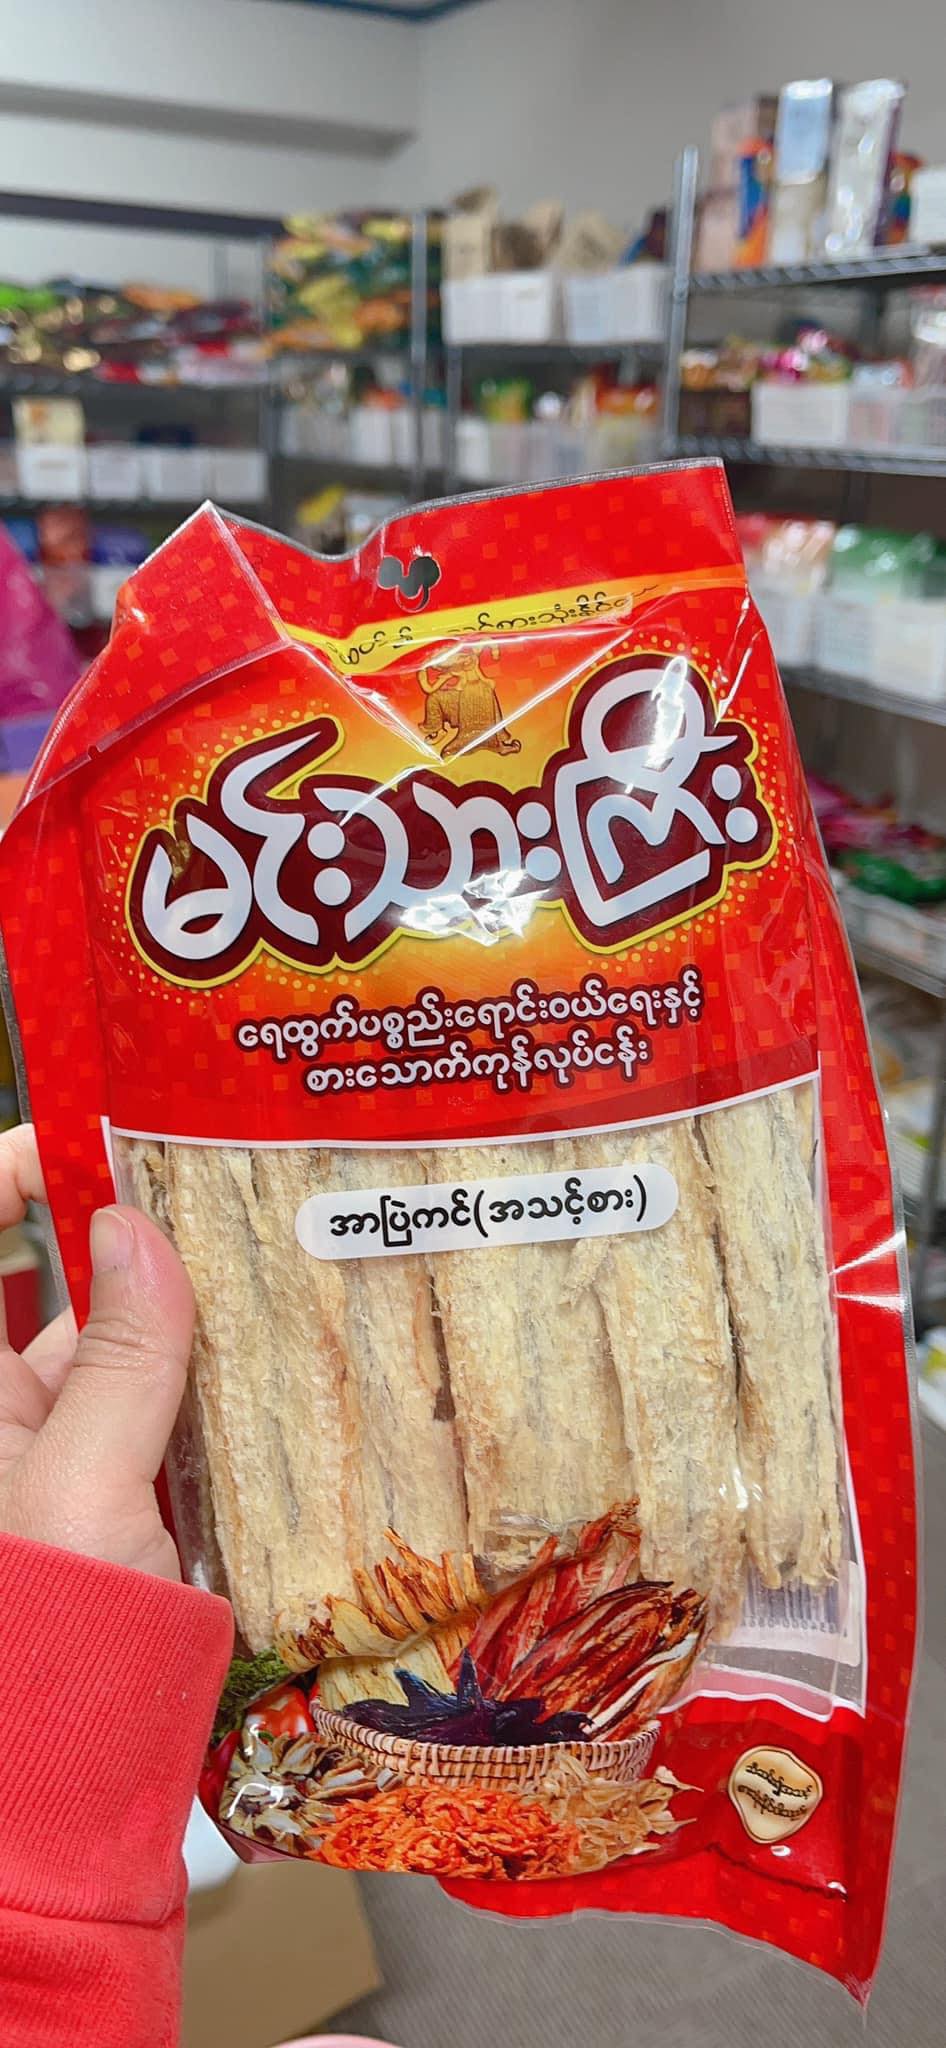 မင်းသားကြီး
ရေထွက်ပစ္စည်းရောင်းဝယ်ရေးနှင့်
စားသောက်ကုန်လုပ်ငန်း
အာပြဲကင်(အသင့်စား)